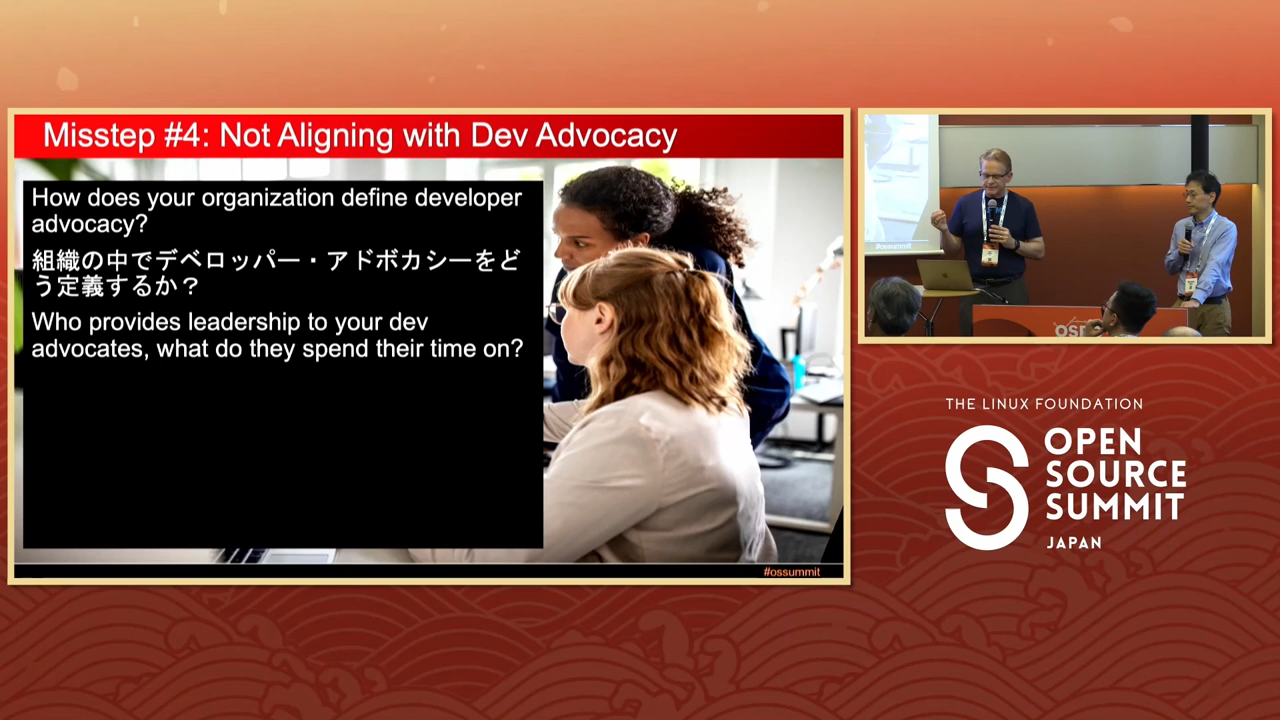 Misstep #4: Not Aligning with Dev Advocacy
How does your organization define developer
advocacy?
組織の中でデベロッパー・アドボカシーをど
う定義するか？
Who provides leadership to your dev
advocates, what do they spend their time on?
#ossummit
#ossummit
THE LINUX FOUNDATION
OPEN
SOURCE
SUMMIT
JAPAN